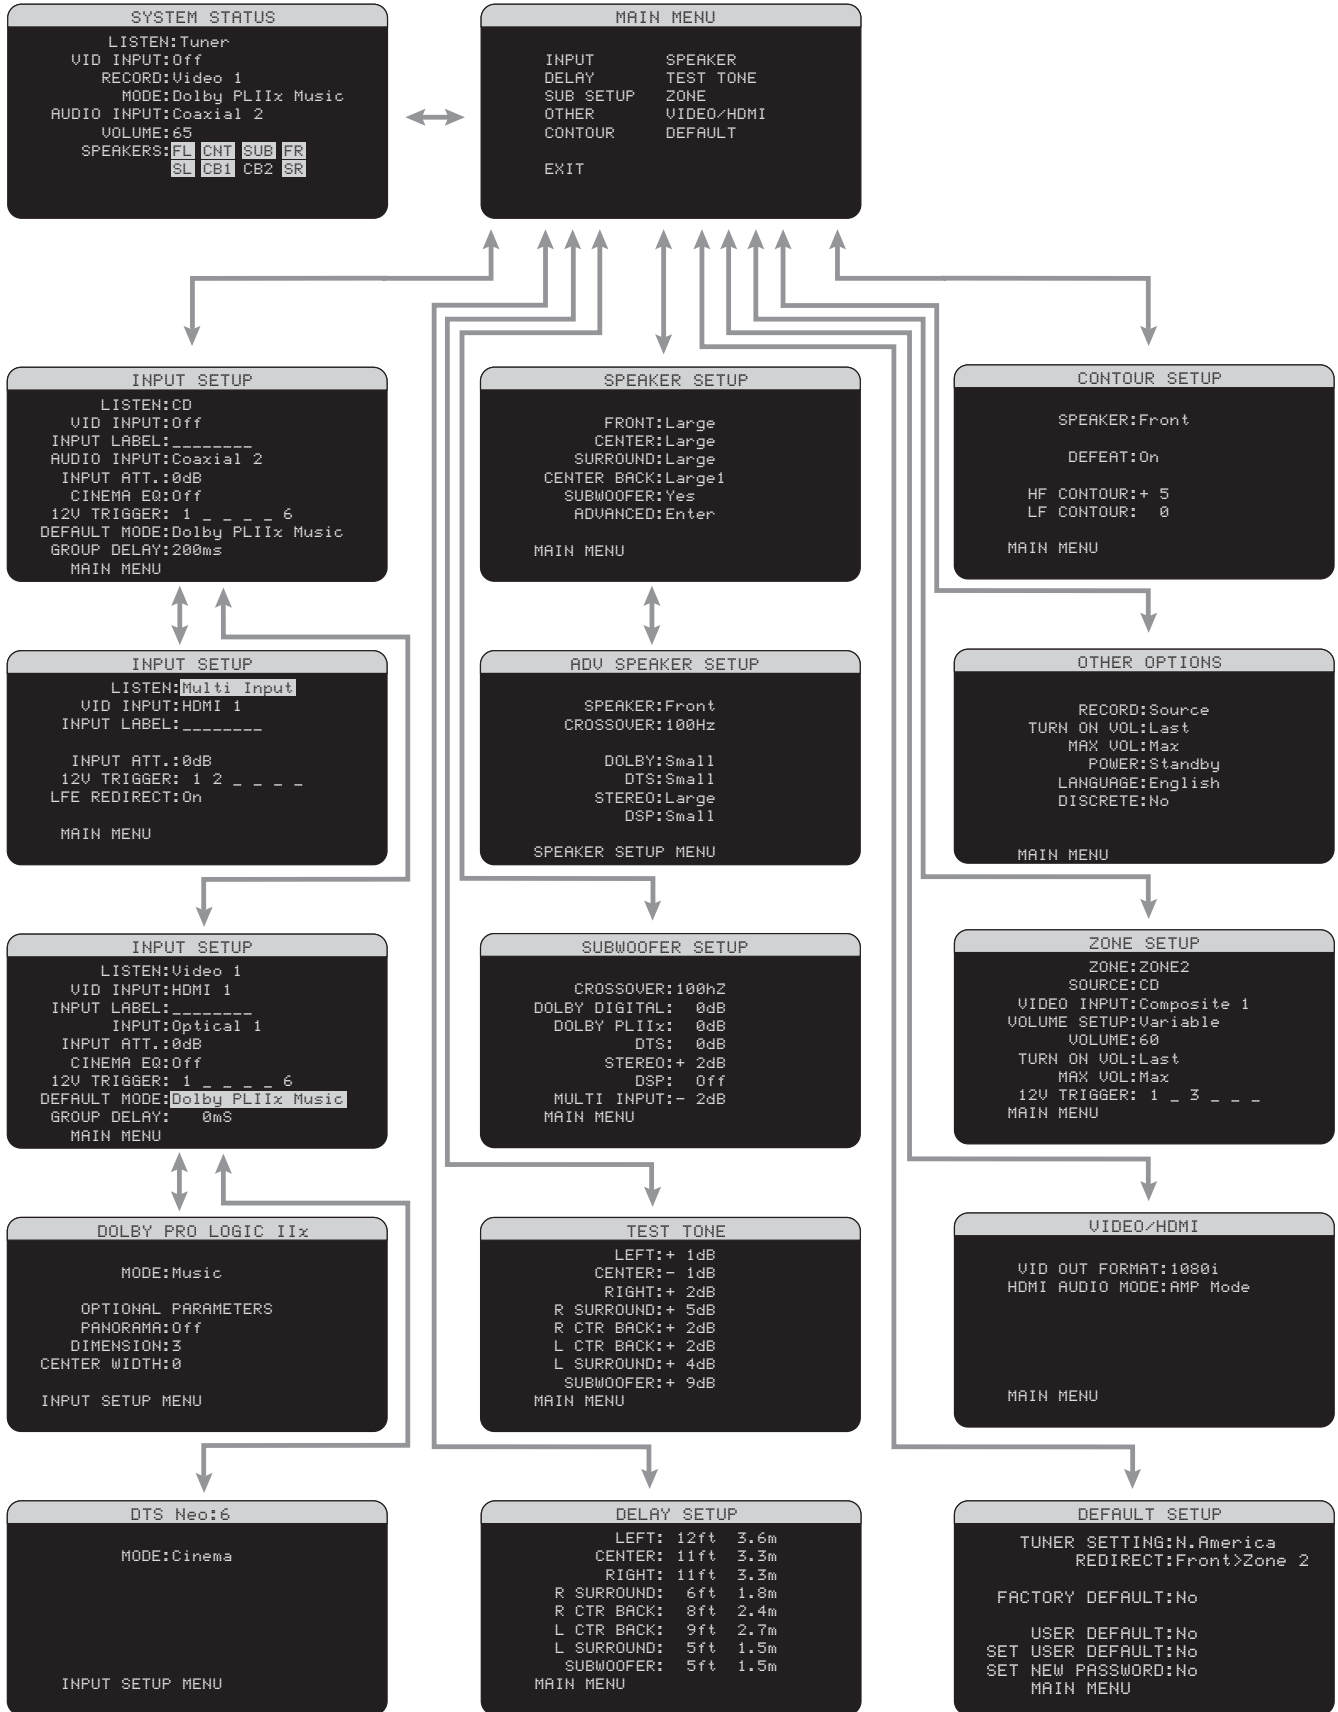 SYSTEM STATUS
LISTEN:Tuner
VID INPUT:Off
RECORD:Video 1
MODE:Dolby PLIIx Music
AUDIO INPUT:Coaxial 2
VOLUME:65
SPEAKERS:FL CNT SUB FR
SL CB1 CB2 SR
MAIN MENU
INPUT SPEAKER
DELAY TEST TONE
SUB SETUP ZONE
OTHER VIDEO/HDMI
CONTOUR DEFAULT
EXIT
INPUT SETUP
LISTEN:CD
VID INPUT:Off
INPUT LABEL:________
AUDIO INPUT:Coaxial 2
INPUT ATT.:0dB
CINEMA EQ:Off
12V TRIGGER: 1 _ _ _ _ 6
DEFAULT MODE:Dolby PLIIx Music
GROUP DELAY:200ms
MAIN MENU
SPEAKER SETUP
FRONT:Large
CENTER:Large
SURROUND:Large
CENTER BACK:Large1
SUBWOOFER:Yes
ADVANCED:Enter
MAIN MENU
CONTOUR SETUP
SPEAKER:Front
DEFEAT:On
HF CONTOUR:+ 5
LF CONTOUR: 0
MAIN MENU
INPUT SETUP
LISTEN:Multi Input
VID INPUT:HDMI 1
INPUT LABEL:________
INPUT ATT.:0dB
12V TRIGGER: 1 2 _ _ _ _
LFE REDIRECT:On
MAIN MENU
ADV SPEAKER SETUP
SPEAKER:Front
CROSSOVER:100Hz
DOLBY:Small
DTS:Small
STEREO:Large
DSP:Small
SPEAKER SETUP MENU
OTHER OPTIONS
RECORD:Source
TURN ON VOL:Last
MAX VOL:Max
POWER:Standby
LANGUAGE:English
DISCRETE:No
MAIN MENU
INPUT SETUP
LISTEN:Video 1
VID INPUT:HDMI 1
INPUT LABEL:________
INPUT:Optical 1
INPUT ATT.:0dB
CINEMA EQ:Off
12V TRIGGER: 1 _ _ _ _ 6
DEFAULT MODE:Dolby PLIIx Music
GROUP DELAY: 0mS
MAIN MENU
SUBWOOFER SETUP
CROSSOVER:100hZ
DOLBY DIGITAL: 0dB
DOLBY PLIIx: 0dB
DTS: 0dB
STEREO:+ 2dB
DSP: Off
MULTI INPUT:- 2dB
MAIN MENU
ZONE SETUP
ZONE:ZONE2
SOURCE:CD
VIDEO INPUT:Composite 1
VOLUME SETUP:Variable
VOLUME:60
TURN ON VOL:Last
MAX VOL:Max
12V TRIGGER: 1 _ 3 _ _ _
MAIN MENU
DOLBY PRO LOGIC IIx
MODE:Music
OPTIONAL PARAMETERS
PANORAMA:Off
DIMENSION:3
CENTER WIDTH:0
INPUT SETUP MENU
TEST TONE
LEFT:+ 1dB
CENTER:- 1dB
RIGHT:+ 2dB
R SURROUND:+ 5dB
R CTR BACK:+ 2dB
L CTR BACK:+ 2dB
L SURROUND:+ 4dB
SUBWOOFER:+ 9dB
MAIN MENU
VIDEO/HDMI
VID OUT FORMAT:1080i
HDMI AUDIO MODE:AMP Mode
MAIN MENU
DTS Neo:6
MODE:Cinema
INPUT SETUP MENU
DELAY SETUP
LEFT: 12ft 3.6m
CENTER: 11ft 3.3m
RIGHT: 11ft 3.3m
R SURROUND: 6ft 1.8m
R CTR BACK: 8ft 2.4m
L CTR BACK: 9ft 2.7m
L SURROUND: 5ft 1.5m
SUBWOOFER: 5ft 1.5m
MAIN MENU
DEFAULT SETUP
TUNER SETTING:N.America
REDIRECT:Front>Zone 2
FACTORY DEFAULT:No
USER DEFAULT:No
SET USER DEFAULT:No
SET NEW PASSWORD:No
MAIN MENU